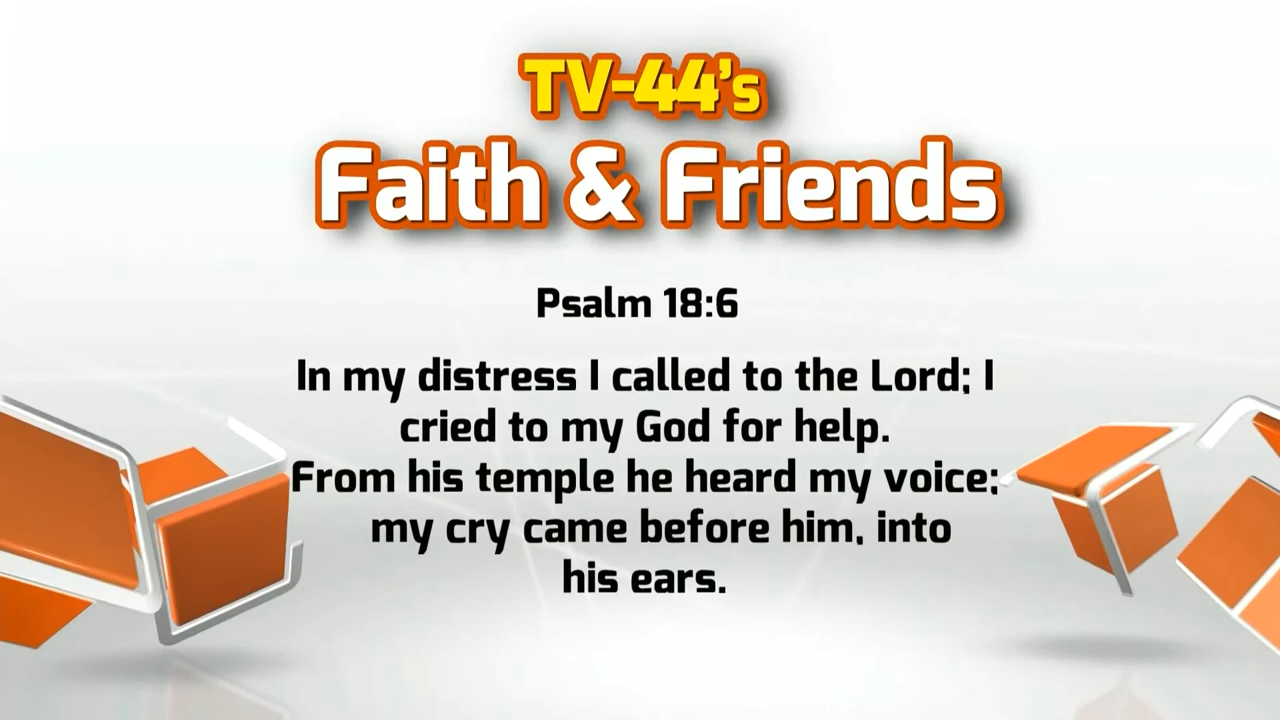 TV-44's
Faith & Friends
Psalm 18:6
In my distress I called to the Lord; I
cried to my God for help.
From his temple he heard my voice;
my cry came before him, into
his ears.